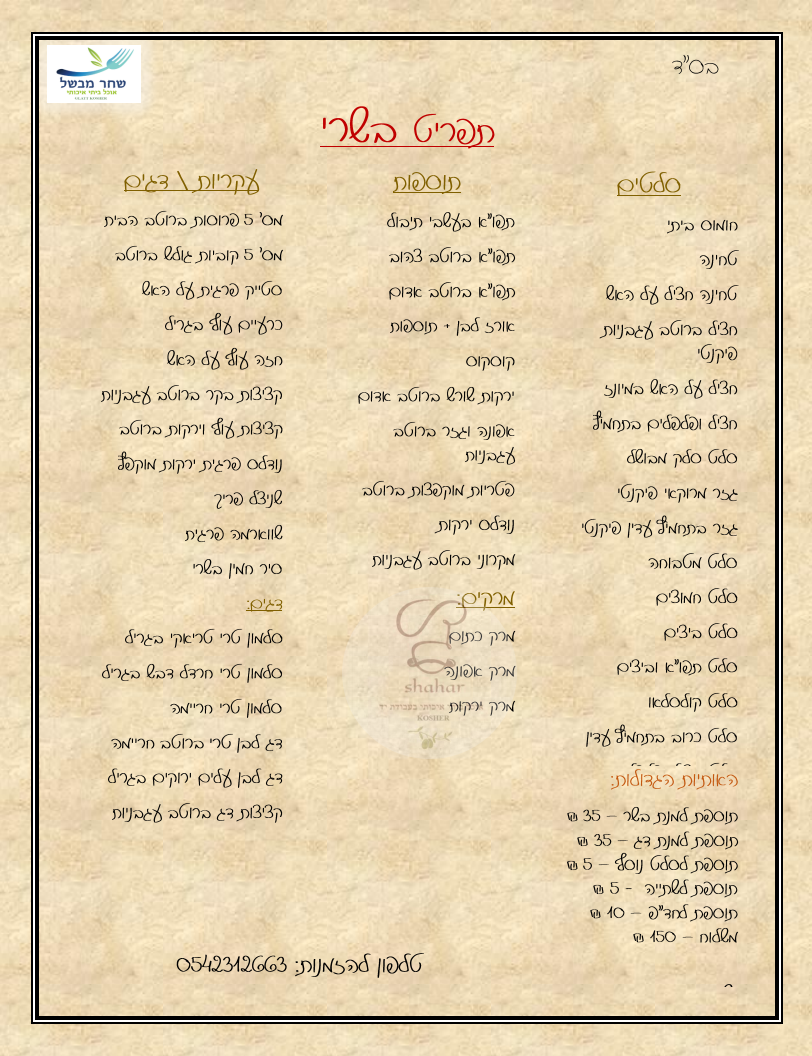 בס"ד
שחר מבשל
אוכל ביתי איכותי
GLATT KOSHER
תפריט בשרי
סלטים
חומוס ביתי
טחינה
טחינה חציל על האש
חציל ברוטב עגבניות
פיקנטי
חציל על האש במיונז
חציל ופלפלים בתחמיץ
סלט סלק מבושל
גזר מרוקאי פיקנטי
גזר בתחמיץ עדין פיקנטי
סלט מטבוחה
סלט חמוצים
סלט ביצים
סלט תפו"א וביצים
סלט קולסלאו
סלט כרוב בתחמיץ עדין
האותיות הגדולות:
תוספת למנת בשר – 35 ₪
תוספת למנת דג – 35 ₪
תוספת לסלט נוסף – 5 ₪
תוספת לשתייה - 5 ₪
תוספת לחד"פ – 10 ₪
משלוח – 150 ₪
תוספות
תפו"א בעשבי תיבול
תפו"א ברוטב צהוב
תפו"א ברוטב אדום
אורז לבן + תוספות
קוסקוס
ירקות שורש ברוטב אדום
אפונה וגזר ברוטב
עגבניות
פטריות מוקפצות ברוטב
נודלס ירקות
מקרוני ברוטב עגבניות
מרקים:
מרק כתום
מרק אפונה
מרק ירקות
shahar
KOSHER
עקריות \ דגים
מס' 5 פרוסות ברוטב הבית
מס' 5 קוביות גולש ברוטב
סטייק פרגית על האש
כרעיים עוף בגריל
חזה עוף על האש
קציצות בקר ברוטב עגבניות
קציצות עוף וירקות ברוטב
נודלס פרגית ירקות מוקפץ
שניצל פריך
שווארמה פרגית
סיר חמין בשרי
דגים:
סלמון טרי טריאקי בגריל
סלמון טרי חרדל דבש בגריל
סלמון טרי חריימה
דג לבן טרי ברוטב חריימה
דג לבן עלים ירוקים בגריל
קציצות דג ברוטב עגבניות
טלפון להזמנות: 0542312663